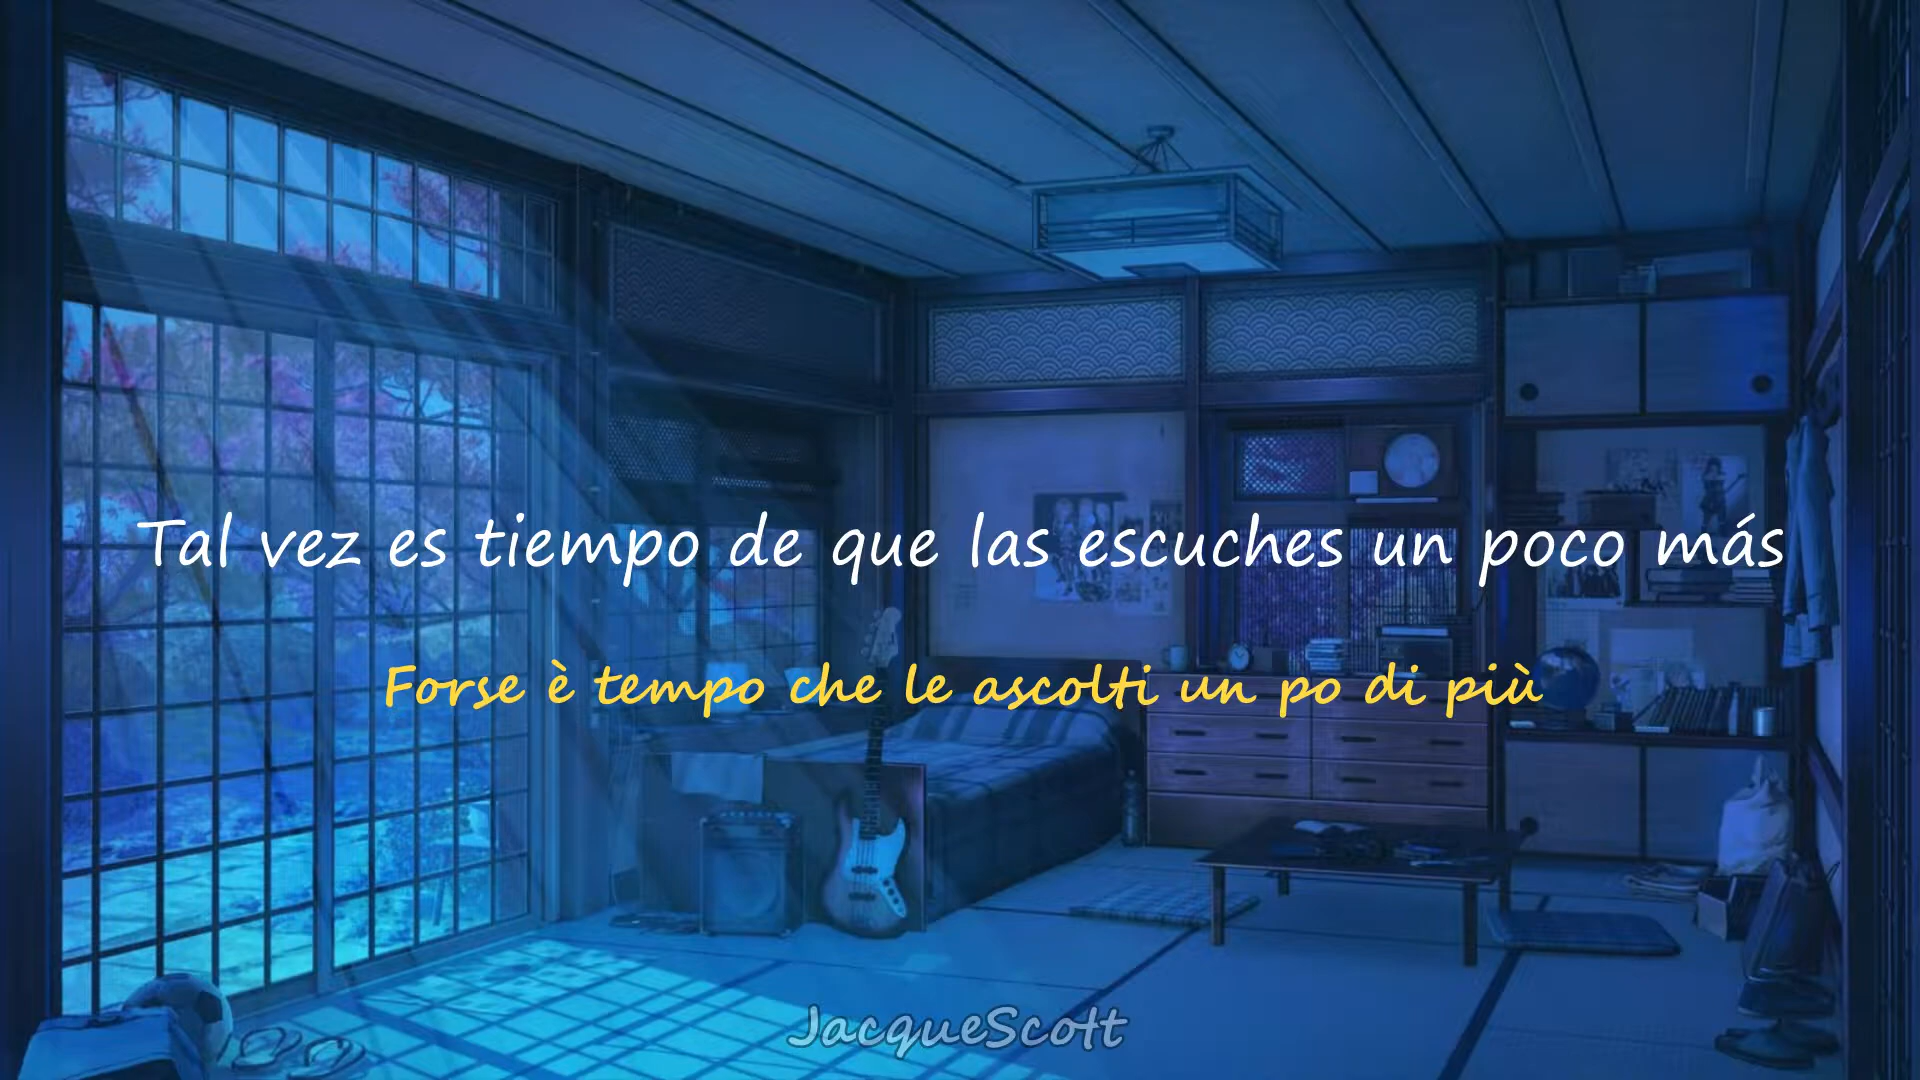 Tal vez es tiempo de que las escuches un poco más
Forse è tempo che le ascolti un po di più
JacqueScott